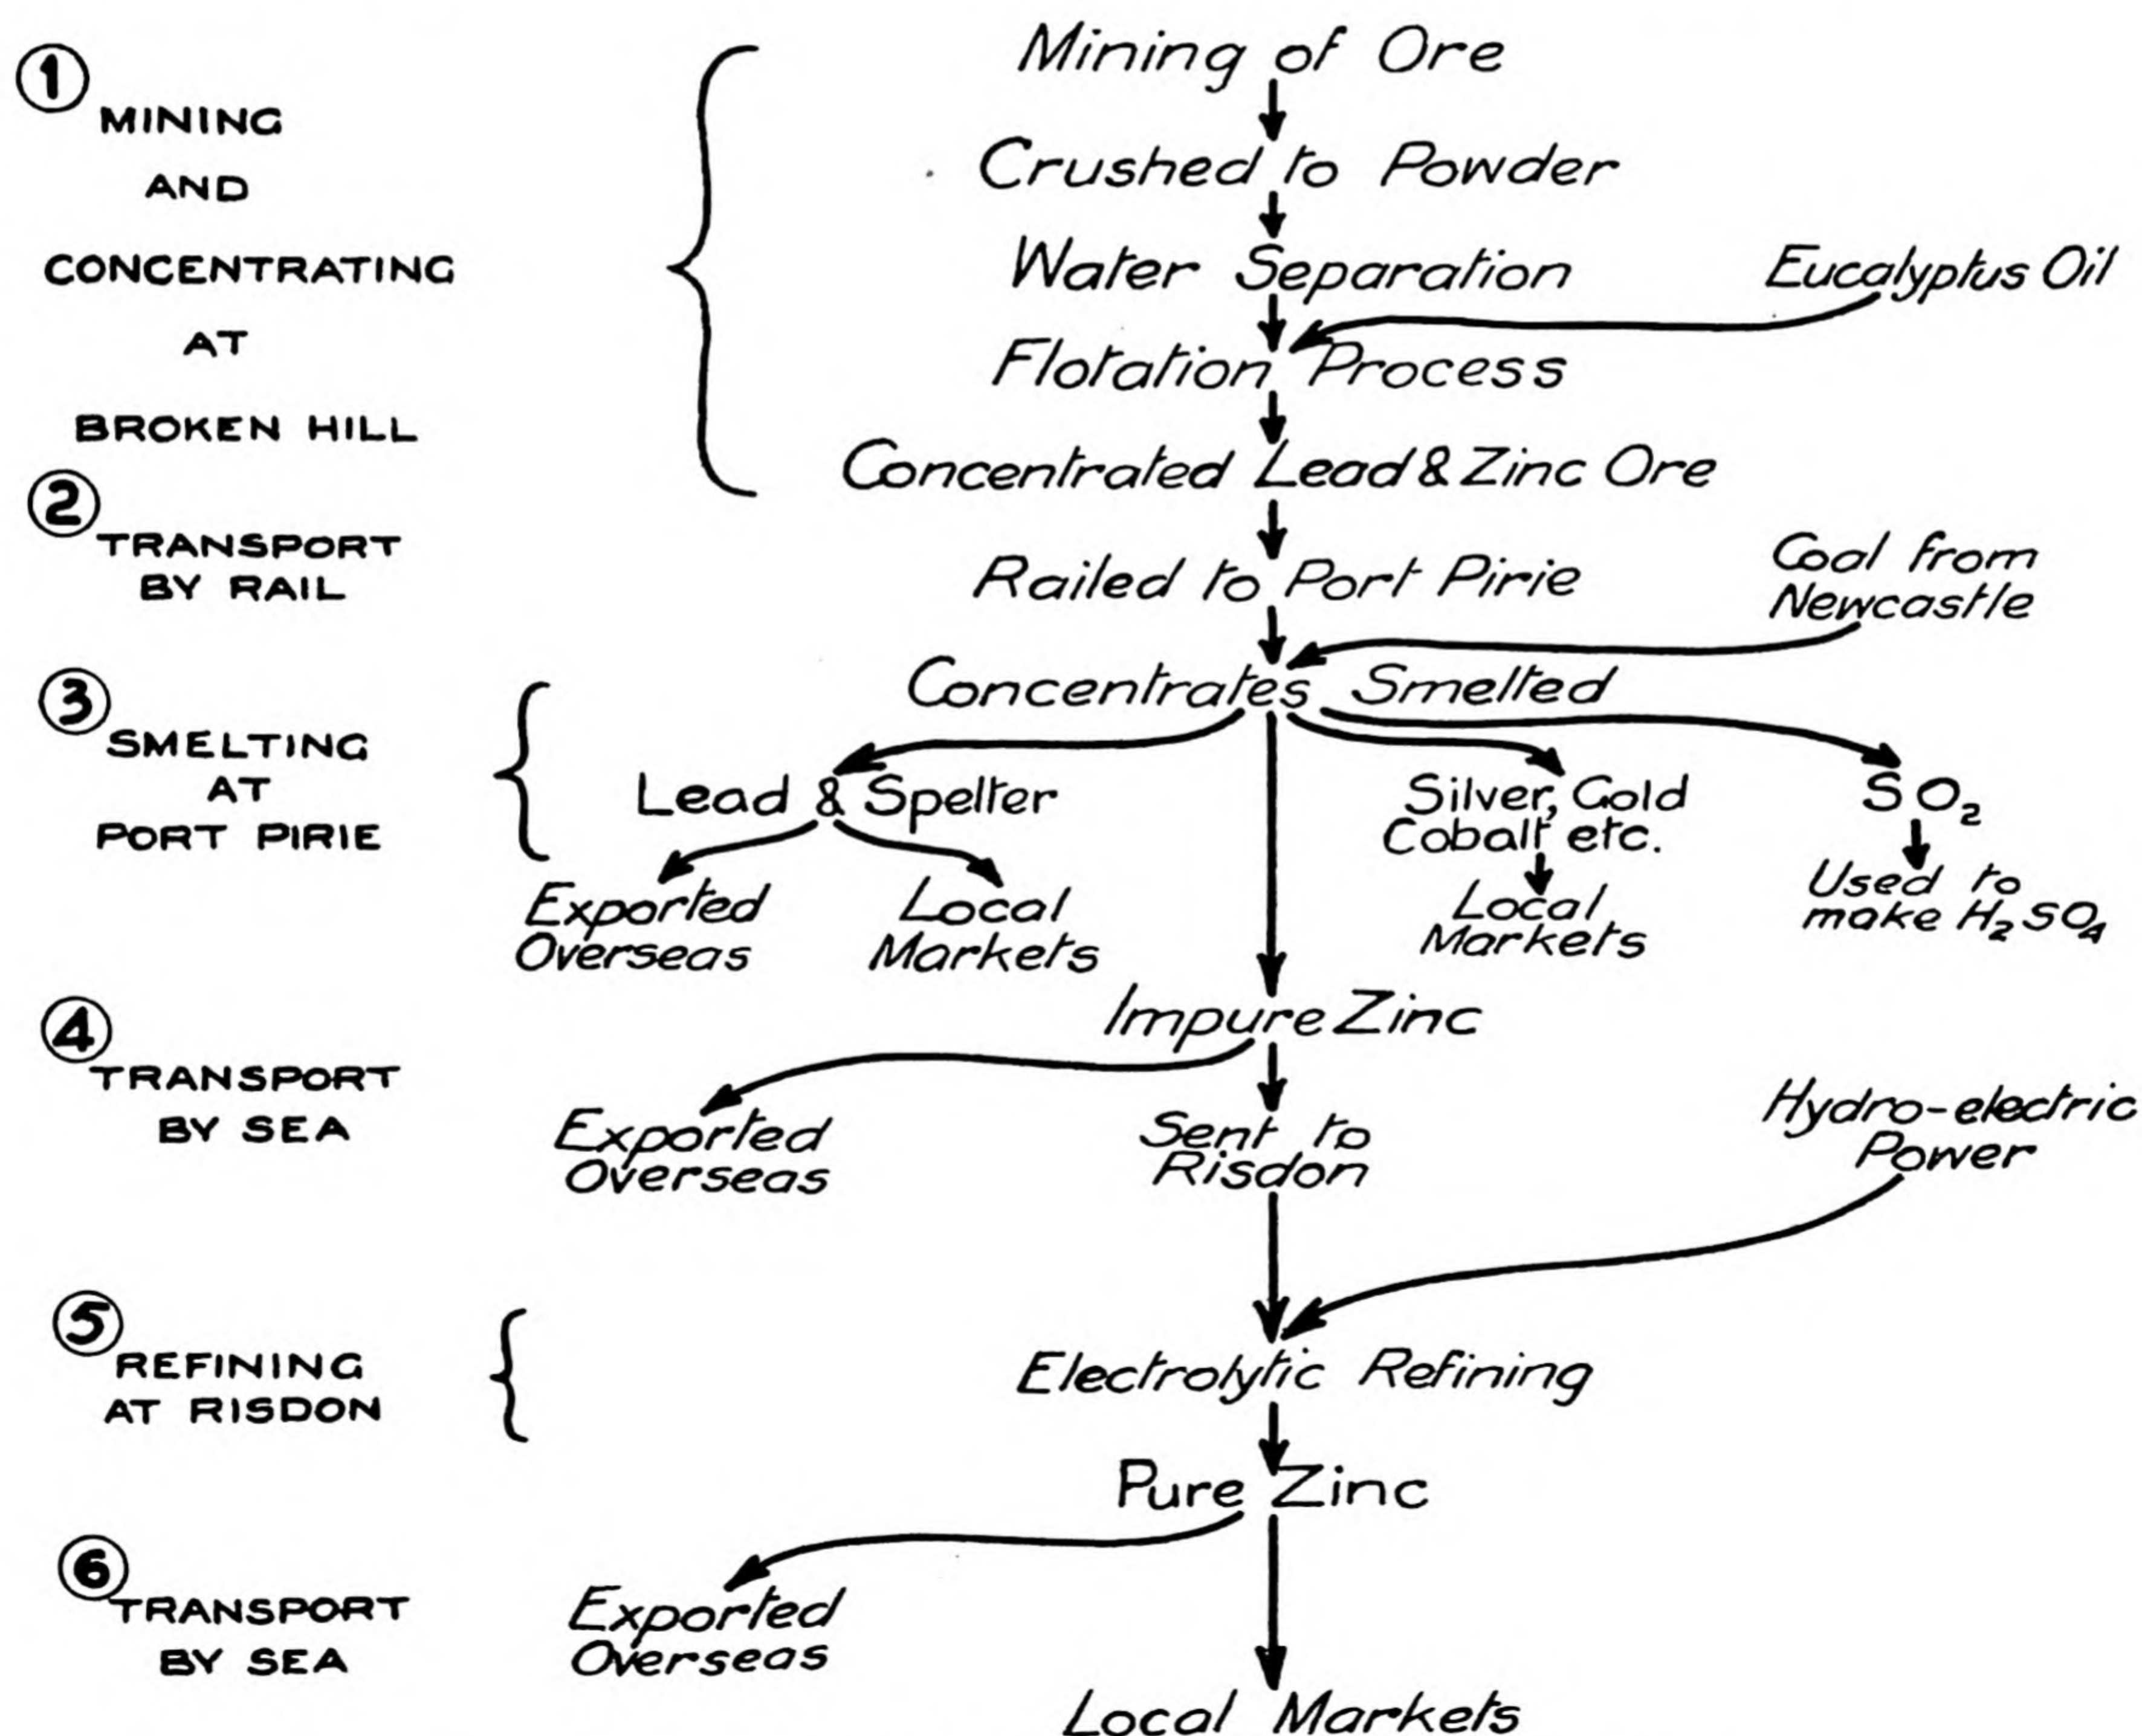 ①
MINING
AND
CONCENTRATING
AT
BROKEN HILL
Mining of Ore
Crushed to Powder
Water Separation
Eucalyptus Oil
Flotation Process
Concentrated Lead & Zinc Ore
②
TRANSPORT
BY RAIL
Railed to Port Pirie
Coal from
Newcastle
③
SMELTING
AT
PORT PIRIE
Concentrates Smelted
Lead & Spelter
Silver, Gold
Cobalt etc.
SO₂
Exported
Overseas
Local
Markets
Local
Markets
Used to
make H₂SO₄
④
TRANSPORT
BY SEA
Impure Zinc
Exported
Overseas
Sent to
Risdon
Hydro-electric
Power
⑤
REFINING
AT RISDON
Electrolytic Refining
Pure Zinc
⑥
TRANSPORT
BY SEA
Exported
Overseas
Local Markets